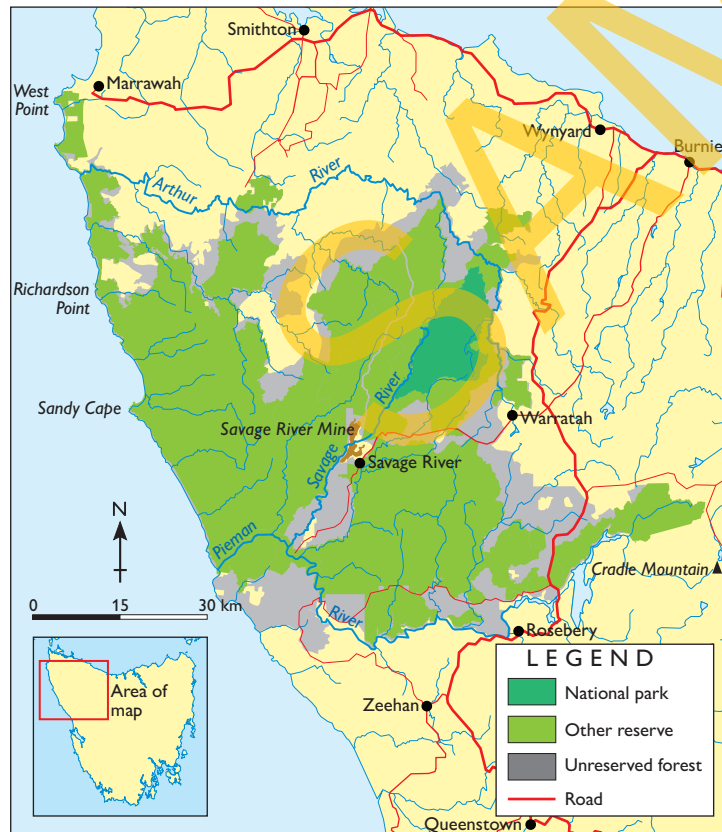 Smithton
Marrawah
West
Point
Wynyard
Burnie
Arthur
River
Richardson
Point
Sandy Cape
River
Savage River Mine
Warratah
Savage
Savage River
N
Pieman
Cradle Mountain
0 15 30 km
River
Rosebery
LEGEND
Area of
map
National park
Zeehan
Other reserve
Unreserved forest
Road
Queenstown